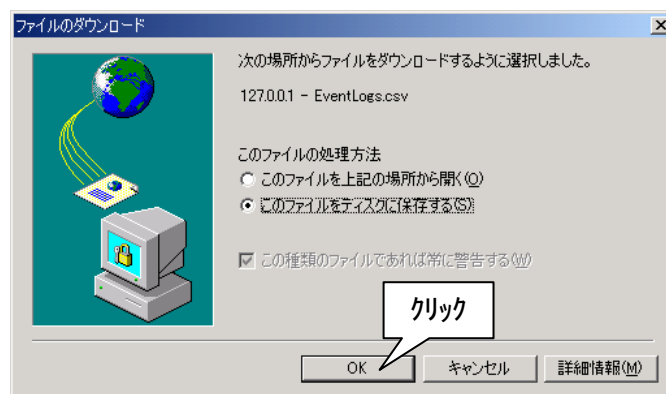 ファイルのダウンロード
次の場所からファイルをダウンロードするように選択しました。
127.0.0.1 - EventLogs.csv
このファイルの処理方法
このファイルを上記の場所から開く(O)
このファイルをディスクに保存する(S)
この種類のファイルであれば常に警告する(W)
クリック
OK
キャンセル
詳細情報(M)